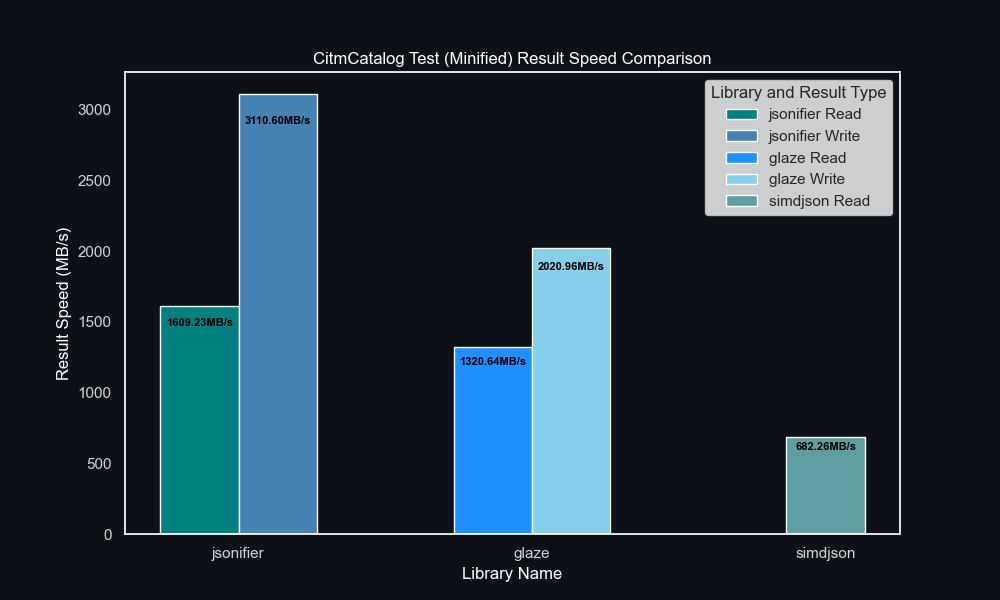 CitmCatalog Test (Minified) Result Speed Comparison
Library and Result Type
jsonifier Read
jsonifier Write
glaze Read
glaze Write
simdjson Read
Result Speed (MB/s)
3000
2500
2000
1500
1000
500
0
1609.23MB/s
3110.60MB/s
1320.64MB/s
2020.96MB/s
682.26MB/s
jsonifier
glaze
simdjson
Library Name